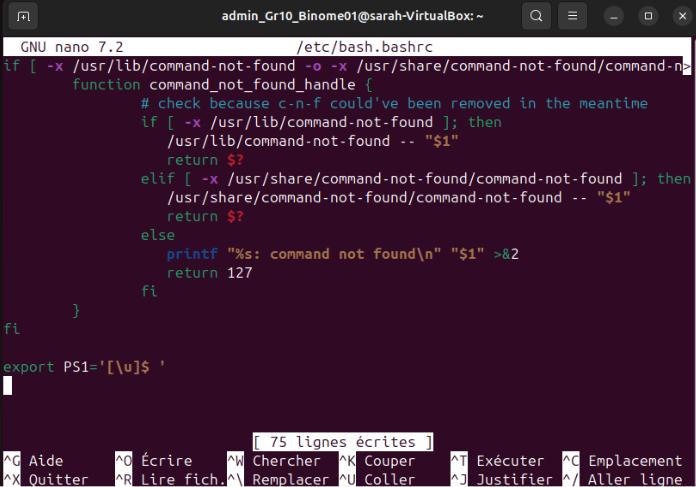 admin_Gr10_Binome01@sarah-VirtualBox: ~
GNU nano 7.2 /etc/bash.bashrc
if [ -x /usr/lib/command-not-found -o -x /usr/share/command-not-found/command-n>
function command_not_found_handle {
# check because c-n-f could've been removed in the meantime
if [ -x /usr/lib/command-not-found ]; then
/usr/lib/command-not-found -- "$1"
return $?
elif [ -x /usr/share/command-not-found/command-not-found ]; then
/usr/share/command-not-found/command-not-found -- "$1"
return $?
else
printf "%s: command not found\n" "$1" >&2
return 127
fi
}
fi
export PS1='[\u]$ '
[ 75 lignes écrites ]
^G Aide ^O Écrire ^W Chercher ^K Couper ^T Exécuter ^C Emplacement
^X Quitter ^R Lire fich. ^\ Remplacer ^U Coller ^J Justifier ^/ Aller ligne